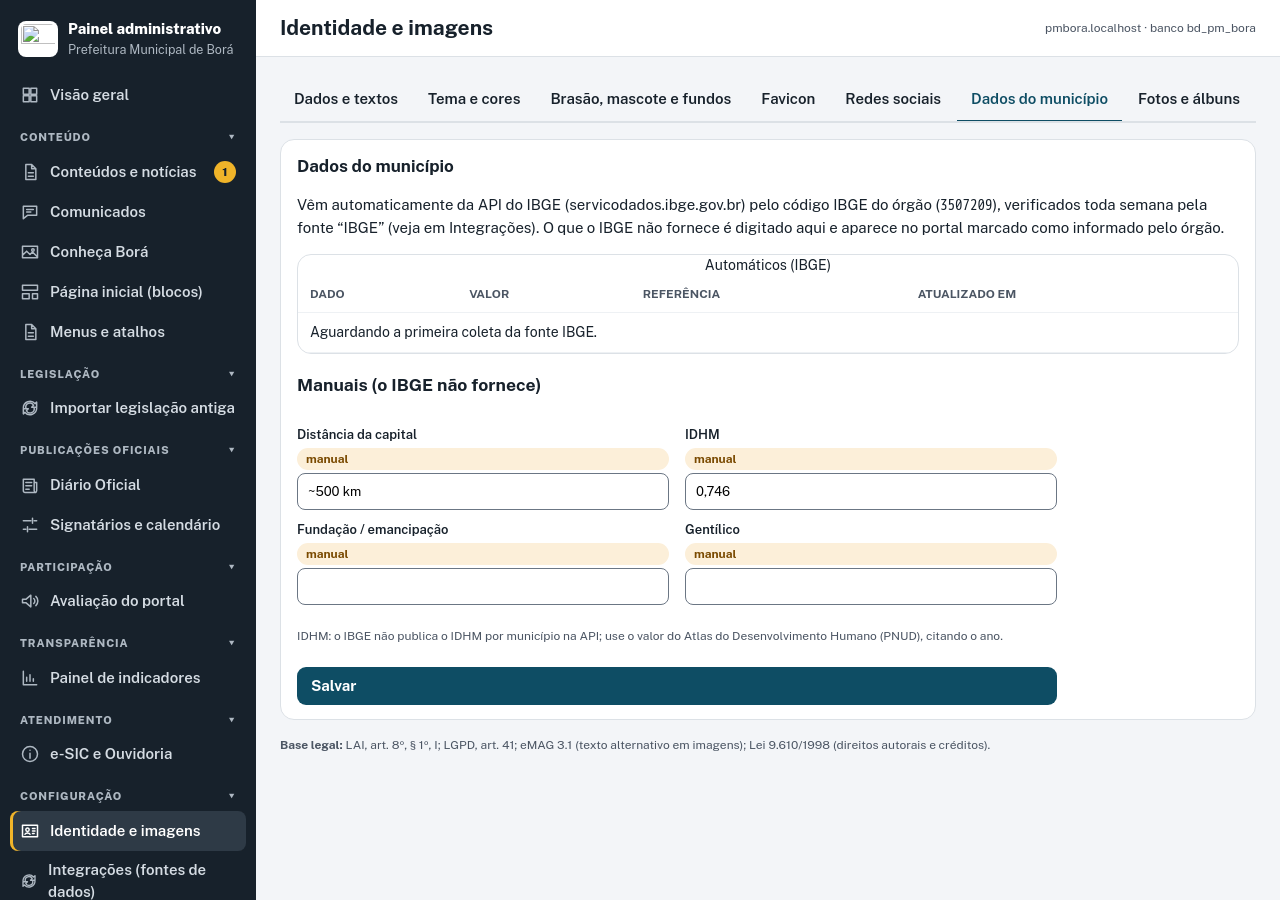 Painel administrativo
Prefeitura Municipal de Borá
Visão geral
CONTEÚDO
Conteúdos e notícias 1
Comunicados
Conheça Borá
Página inicial (blocos)
Menus e atalhos
LEGISLAÇÃO
Importar legislação antiga
PUBLICAÇÕES OFICIAIS
Diário Oficial
Signatários e calendário
PARTICIPAÇÃO
Avaliação do portal
TRANSPARÊNCIA
Painel de indicadores
ATENDIMENTO
e-SIC e Ouvidoria
CONFIGURAÇÃO
Identidade e imagens
Integrações (fontes de
dados)
Identidade e imagens
pmbora.localhost · banco bd_pm_bora
Dados e textos Tema e cores Brasão, mascote e fundos Favicon Redes sociais Dados do município Fotos e álbuns
Dados do município
Vêm automaticamente da API do IBGE (servicodados.ibge.gov.br) pelo código IBGE do órgão (3507209), verificados toda semana pela
fonte “IBGE” (veja em Integrações). O que o IBGE não fornece é digitado aqui e aparece no portal marcado como informado pelo órgão.
Automáticos (IBGE)
DADO VALOR REFERÊNCIA ATUALIZADO EM
Aguardando a primeira coleta da fonte IBGE.
Manuais (o IBGE não fornece)
Distância da capital IDHM
manual manual
~500 km 0,746
Fundação / emancipação Gentílico
manual manual
IDHM: o IBGE não publica o IDHM por município na API; use o valor do Atlas do Desenvolvimento Humano (PNUD), citando o ano.
Salvar
Base legal: LAI, art. 8º, § 1º, I; LGPD, art. 41; eMAG 3.1 (texto alternativo em imagens); Lei 9.610/1998 (direitos autorais e créditos).